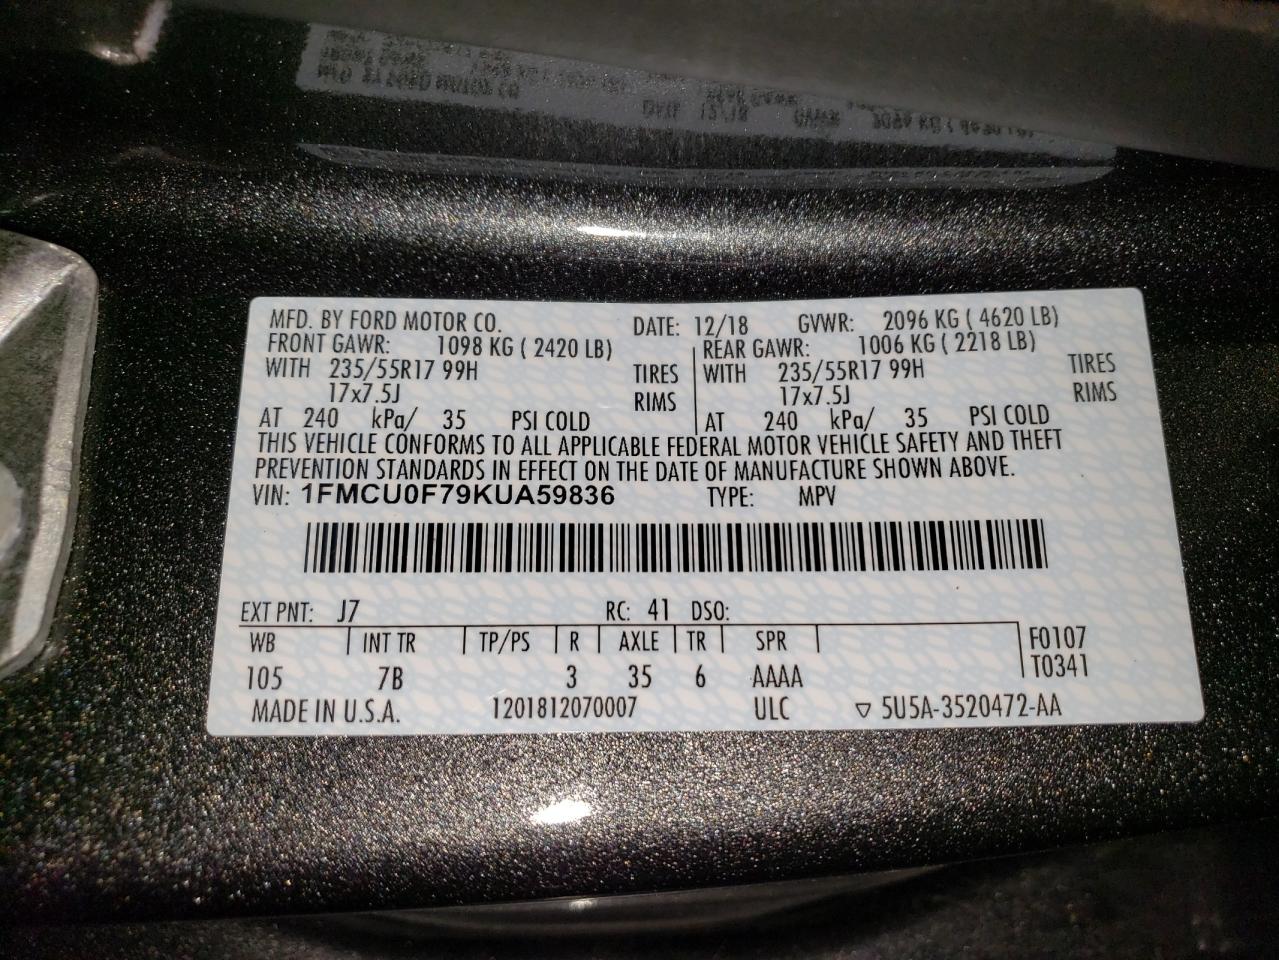 MFD. BY FORD MOTOR CO. DATE: 12/18 GVWR: 2096 KG ( 4620 LB)
FRONT GAWR: 1098 KG ( 2420 LB) REAR GAWR: 1006 KG ( 2218 LB)
WITH 235/55R17 99H TIRES WITH 235/55R17 99H TIRES
17x7.5J RIMS 17x7.5J RIMS
AT 240 kPa/ 35 PSI COLD AT 240 kPa/ 35 PSI COLD
THIS VEHICLE CONFORMS TO ALL APPLICABLE FEDERAL MOTOR VEHICLE SAFETY AND THEFT
PREVENTION STANDARDS IN EFFECT ON THE DATE OF MANUFACTURE SHOWN ABOVE.
VIN: 1FMCU0F79KUA59836 TYPE: MPV
EXT PNT: J7 RC: 41 DSO:
WB INT TR TP/PS R AXLE TR SPR F0107
105 7B 3 35 6 AAAA T0341
MADE IN U.S.A. 1201812070007 ULC ▽ 5U5A-3520472-AA